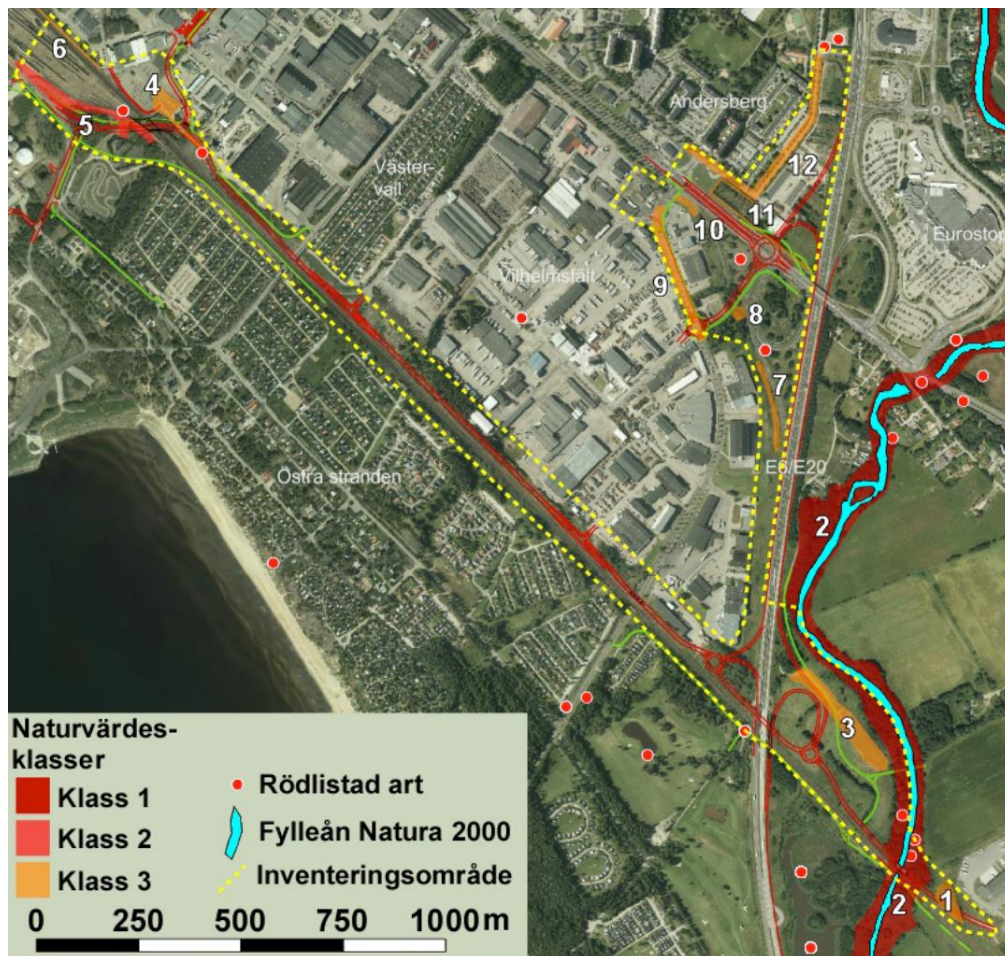 6
4
5
Andersberg
Väster-
vall
12
11
10
Eurostop
Vilhelmsfält
9
8
7
E6/E20
Östra stranden
2
3
2
1
Naturvärdes-
klasser
Klass 1
Klass 2
Klass 3
Rödlistad art
Fylleån Natura 2000
Inventeringsområde
0 250 500 750 1000 m